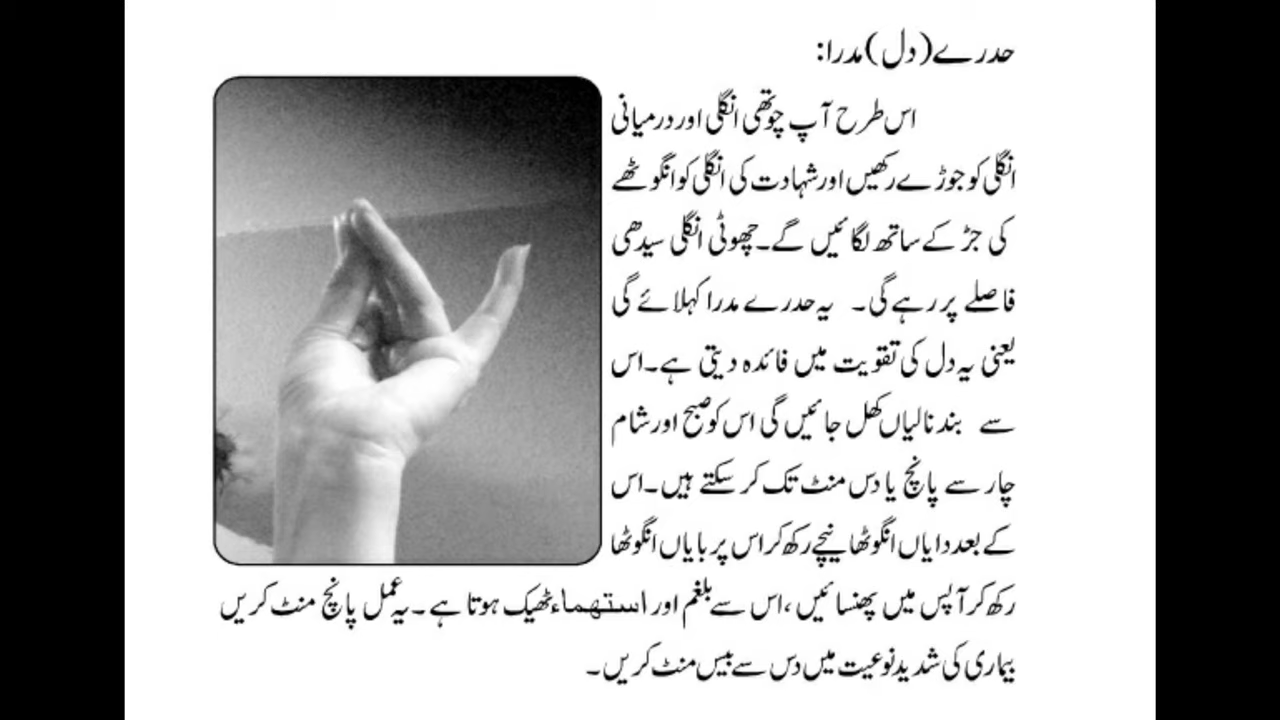 حدرے(دل)مدرا:
اس طرح آپ چوتھی انگلی اور درمیانی
انگلی کو جوڑے رکھیں اور شہادت کی انگلی کو انگوٹھے
کی جڑ کے ساتھ لگائیں گے۔ چھوٹی انگلی سیدھی
فاصلے پر رہے گی۔ یہ حدرے مدرا کہلائے گی
یعنی یہ دل کی تقویت میں فائدہ دیتی ہے۔ اس
سے بند نالیاں کھل جائیں گی اس کو صبح اور شام
چار سے پانچ یا دس منٹ تک کر سکتے ہیں۔ اس
کے بعد دایاں انگوٹھا نیچے رکھ کر اس پر بایاں انگوٹھا
رکھ کر آپس میں پھنسائیں، اس سے بلغم اور استھماء ٹھیک ہوتا ہے۔ یہ عمل پانچ منٹ کریں
بیماری کی شدید نوعیت میں دس سے بیس منٹ کریں۔